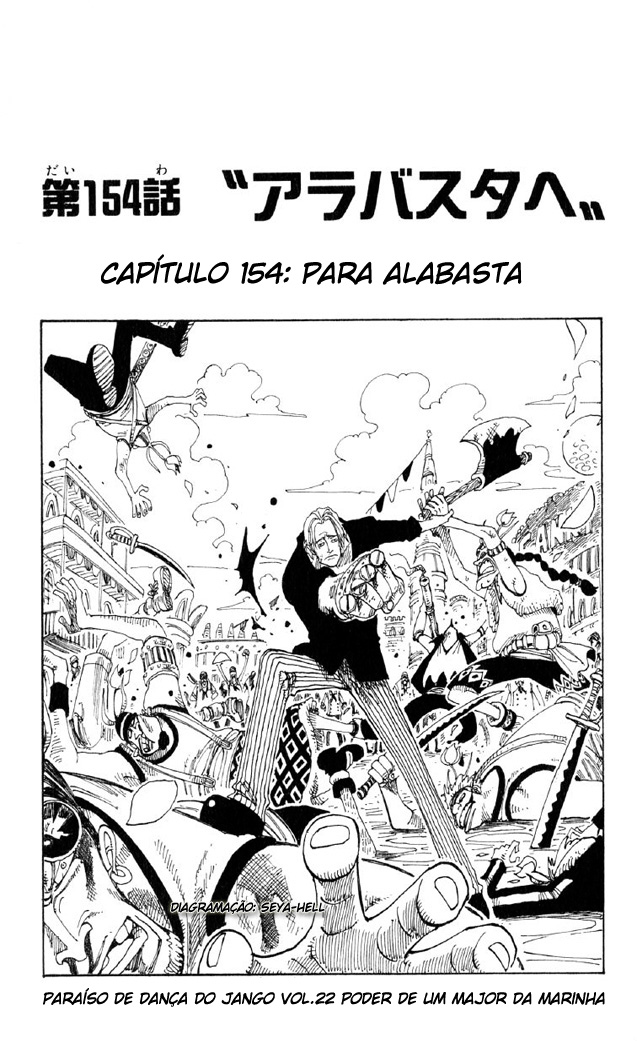 だい わ
第154話 〝アラバスタへ〟
CAPÍTULO 154: PARA ALABASTA
DIAGRAMAÇÃO: SEYA-HELL
PARAÍSO DE DANÇA DO JANGO VOL.22 PODER DE UM MAJOR DA MARINHA